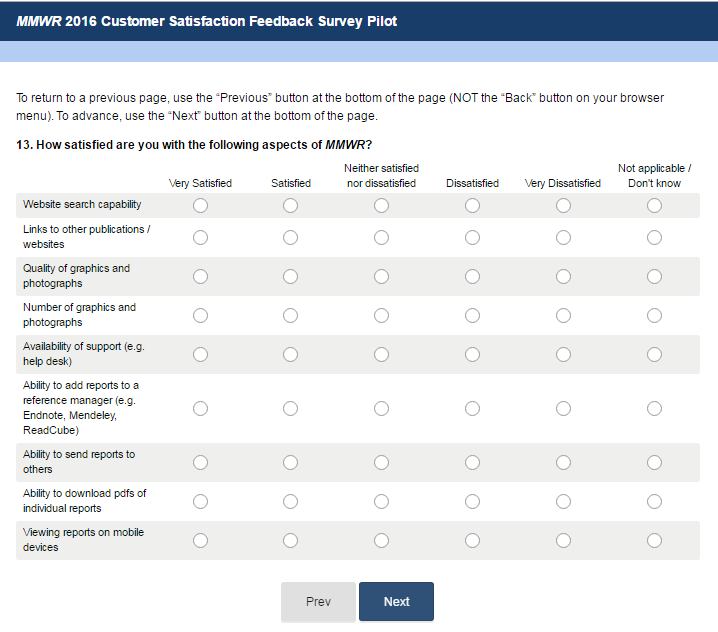 MMWR 2016 Customer Satisfaction Feedback Survey Pilot
To return to a previous page, use the “Previous” button at the bottom of the page (NOT the “Back” button on your browser
menu). To advance, use the “Next” button at the bottom of the page.
13. How satisfied are you with the following aspects of MMWR?
Very Satisfied
Satisfied
Neither satisfied
nor dissatisfied
Dissatisfied
Very Dissatisfied
Not applicable /
Don't know
Website search capability
Links to other publications /
websites
Quality of graphics and
photographs
Number of graphics and
photographs
Availability of support (e.g.
help desk)
Ability to add reports to a
reference manager (e.g.
Endnote, Mendeley,
ReadCube)
Ability to send reports to
others
Ability to download pdfs of
individual reports
Viewing reports on mobile
devices
Prev
Next